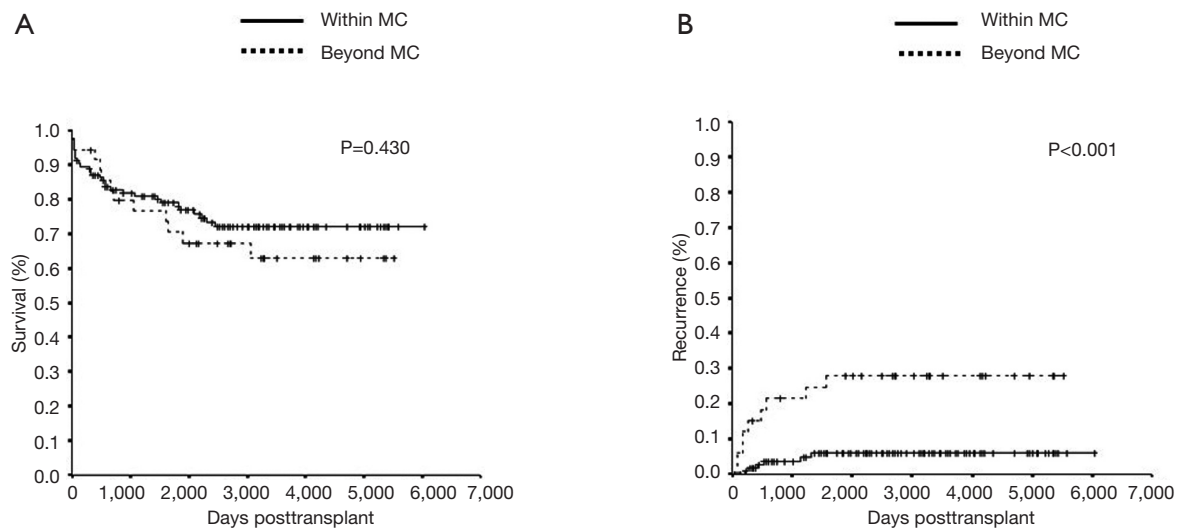 A
Within MC
Beyond MC
P=0.430
Survival (%)
1.0
0.9
0.8
0.7
0.6
0.5
0.4
0.3
0.2
0.1
0.0
0 1,000 2,000 3,000 4,000 5,000 6,000 7,000
Days posttransplant
B
Within MC
Beyond MC
P<0.001
Recurrence (%)
1.0
0.9
0.8
0.7
0.6
0.5
0.4
0.3
0.2
0.1
0.0
0 1,000 2,000 3,000 4,000 5,000 6,000 7,000
Days posttransplant